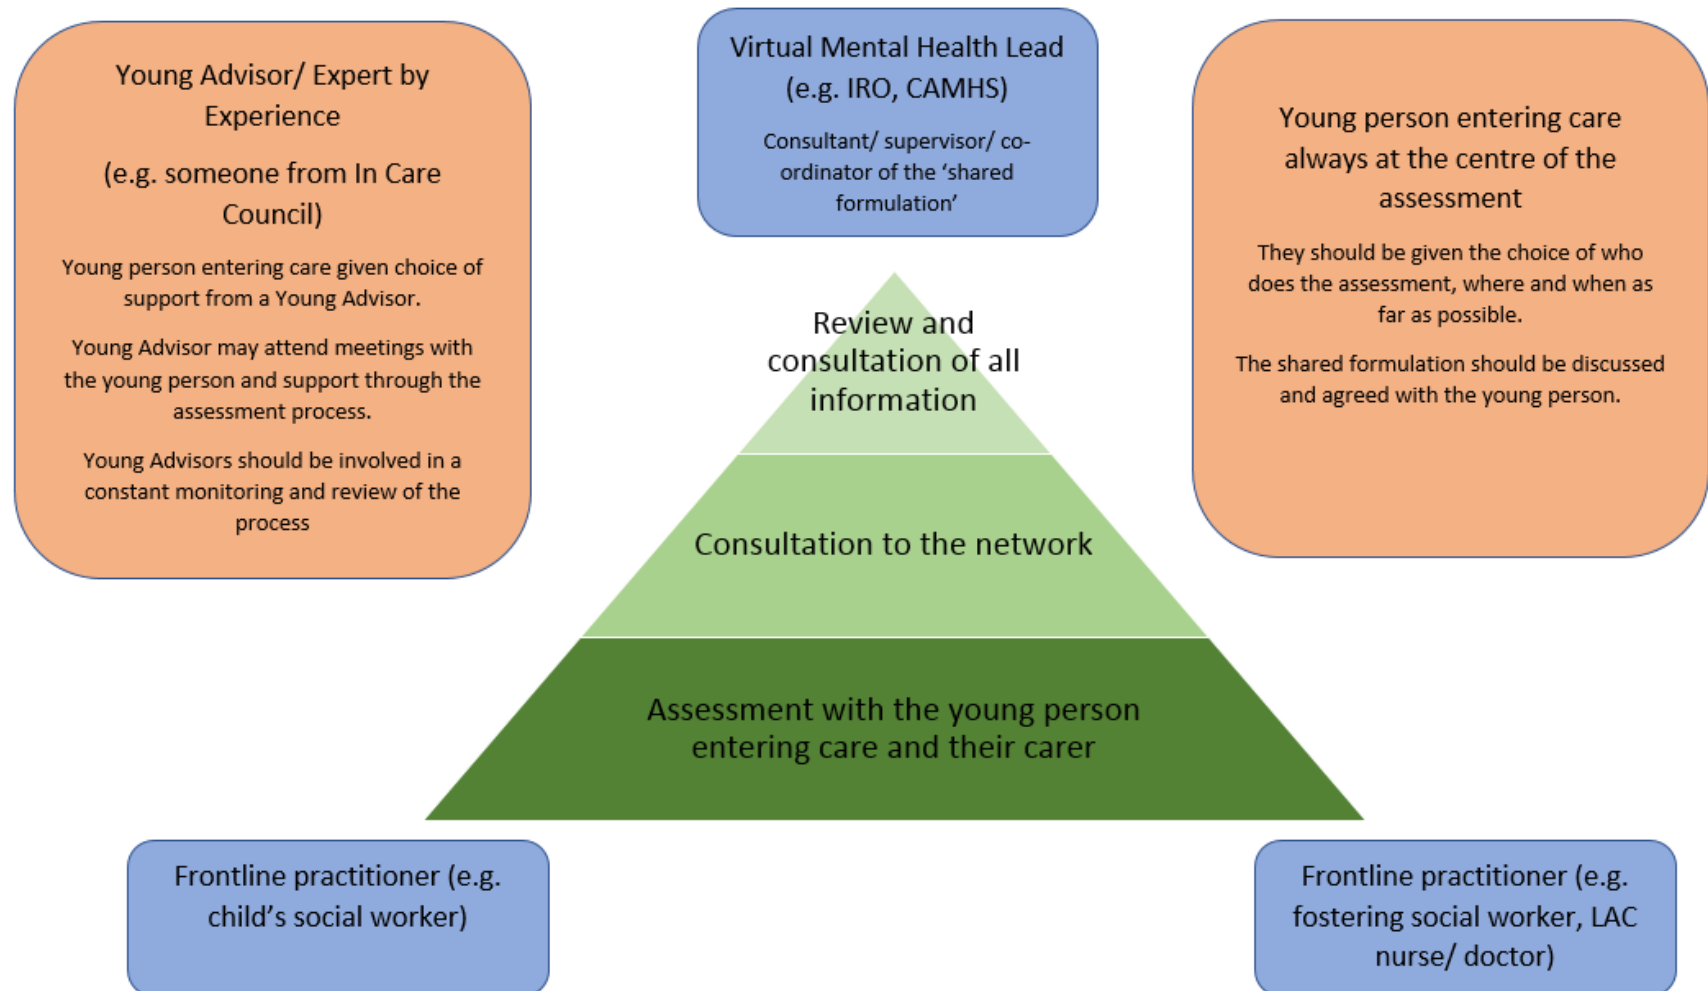 Young Advisor/ Expert by
Experience
(e.g. someone from In Care
Council)
Young person entering care given choice of
support from a Young Advisor.
Young Advisor may attend meetings with
the young person and support through the
assessment process.
Young Advisors should be involved in a
constant monitoring and review of the
process
Virtual Mental Health Lead
(e.g. IRO, CAMHS)
Consultant/ supervisor/ co-
ordinator of the ‘shared
formulation’
Young person entering care
always at the centre of the
assessment
They should be given the choice of who
does the assessment, where and when as
far as possible.
The shared formulation should be discussed
and agreed with the young person.
Review and
consultation of all
information
Consultation to the network
Assessment with the young person
entering care and their carer
Frontline practitioner (e.g.
child’s social worker)
Frontline practitioner (e.g.
fostering social worker, LAC
nurse/ doctor)